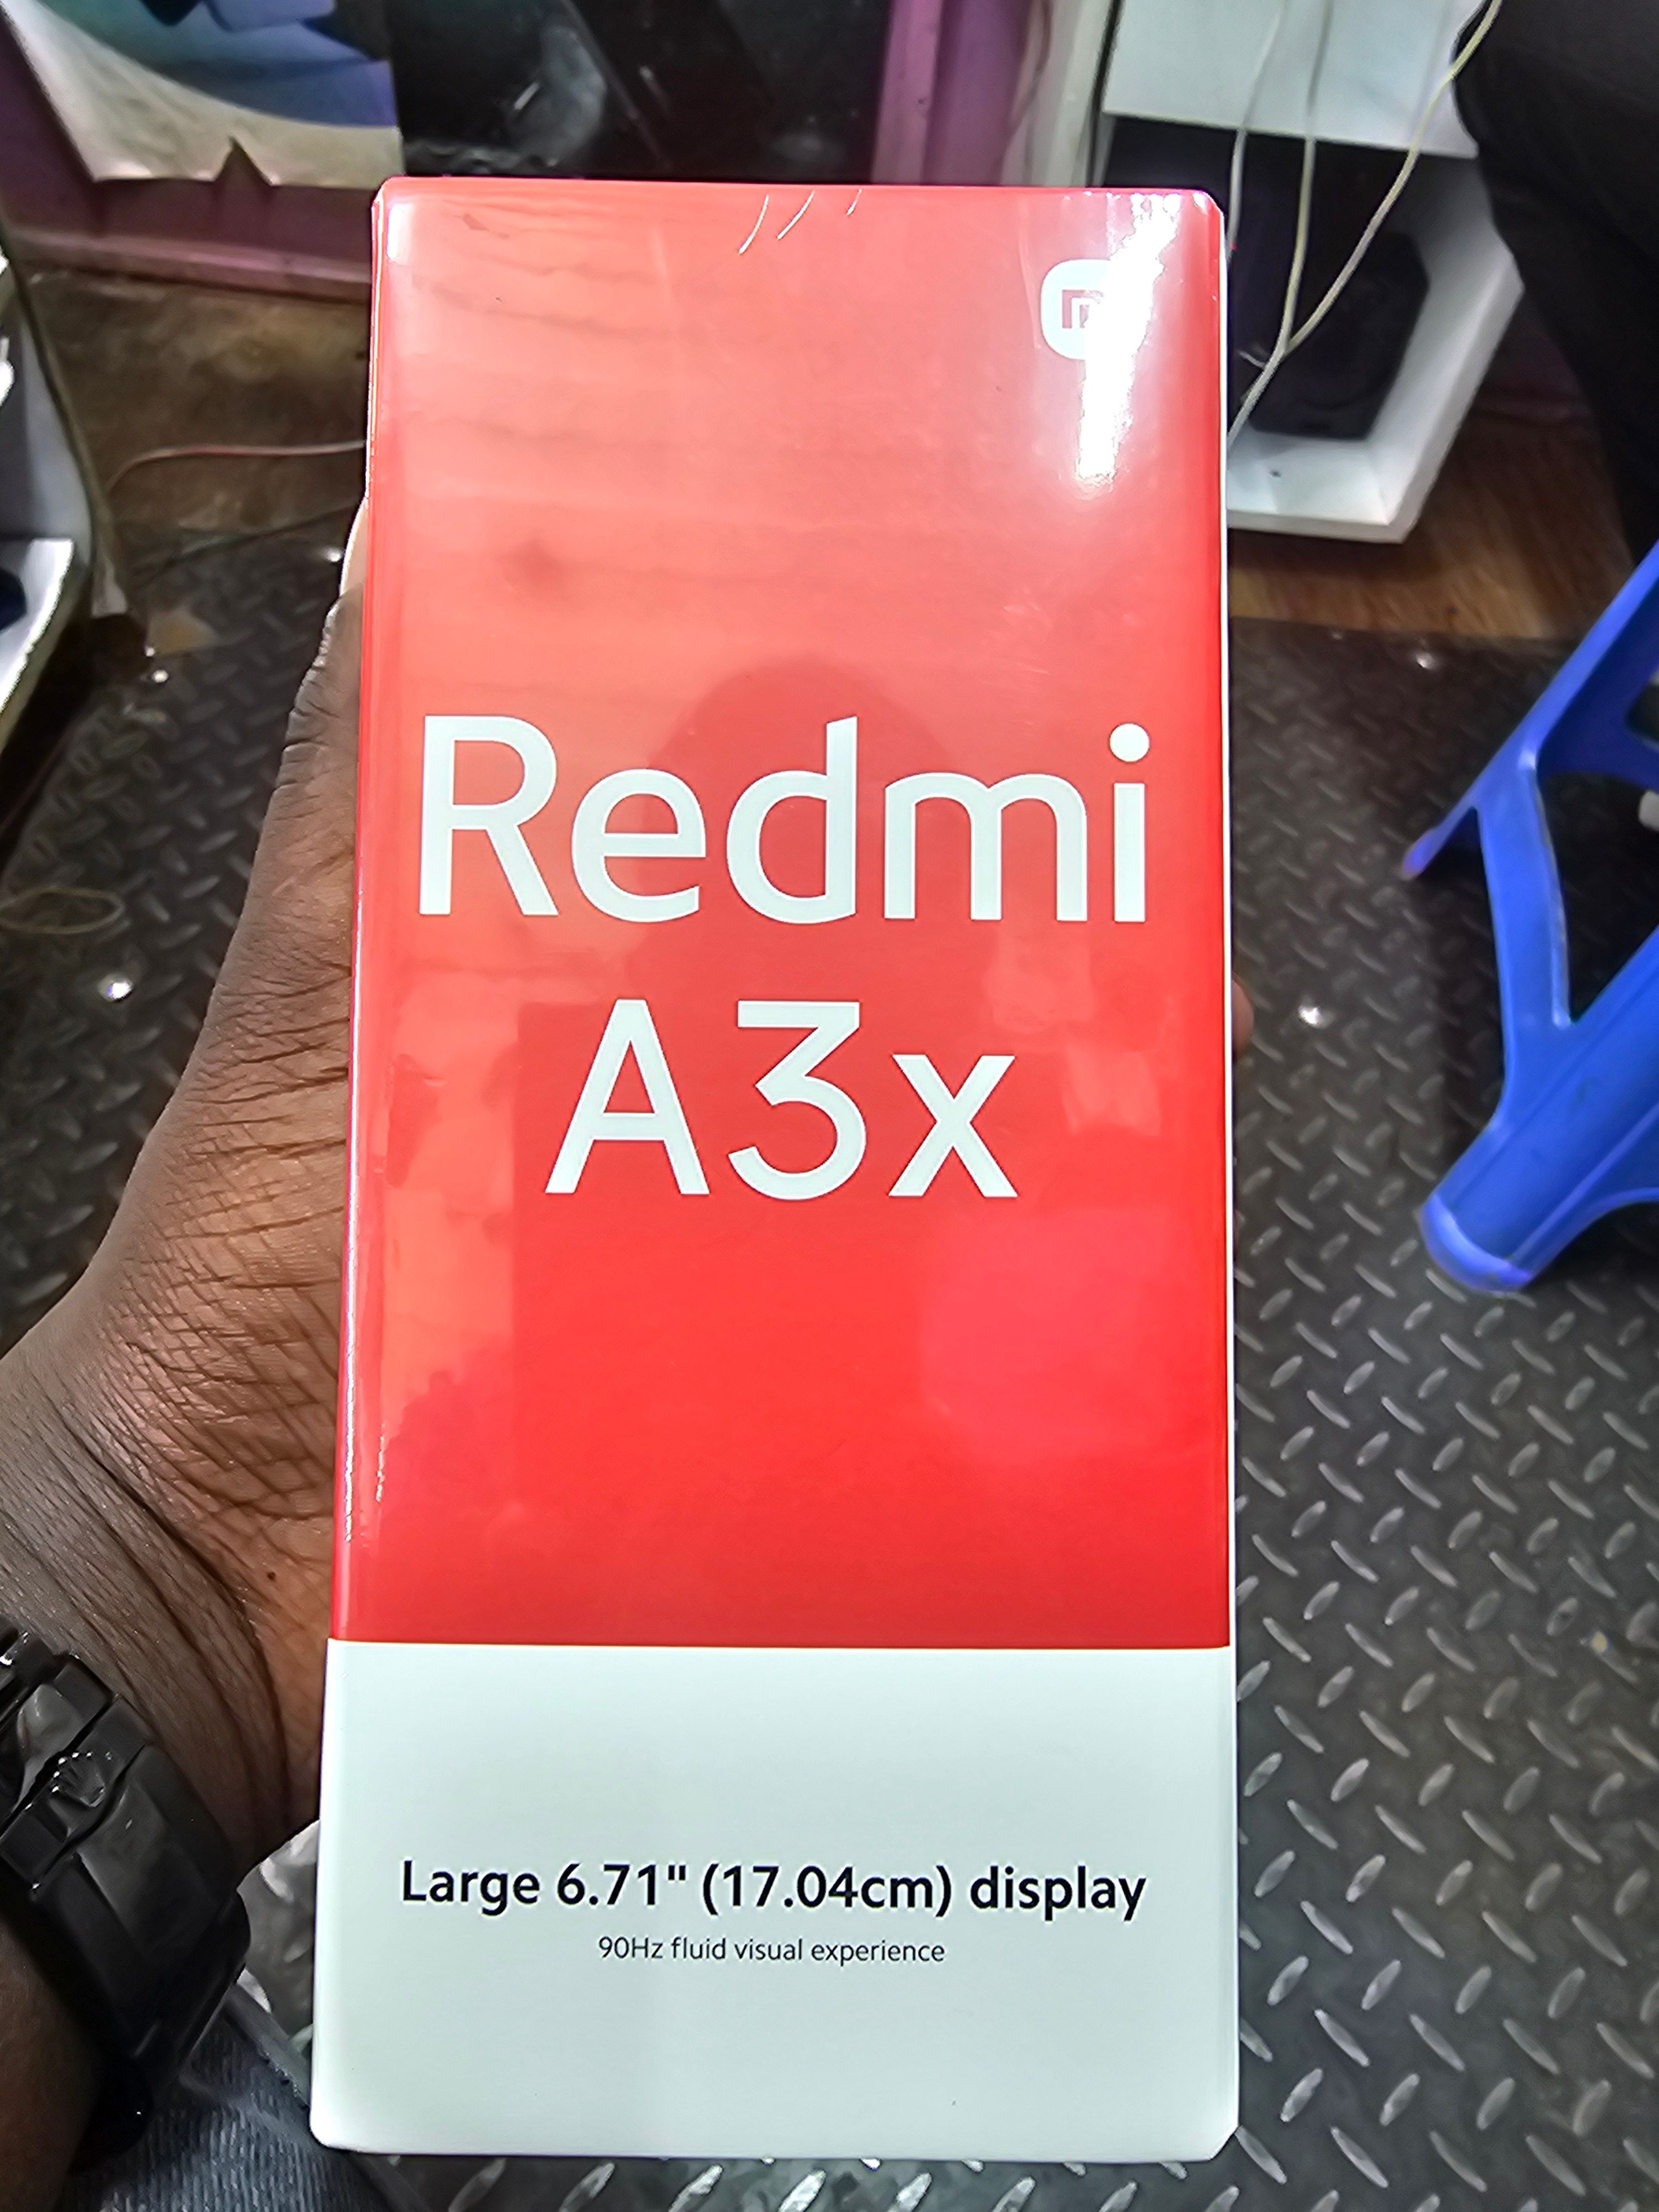 Redmi
A3x
Large 6.71" (17.04cm) display
90Hz fluid visual experience